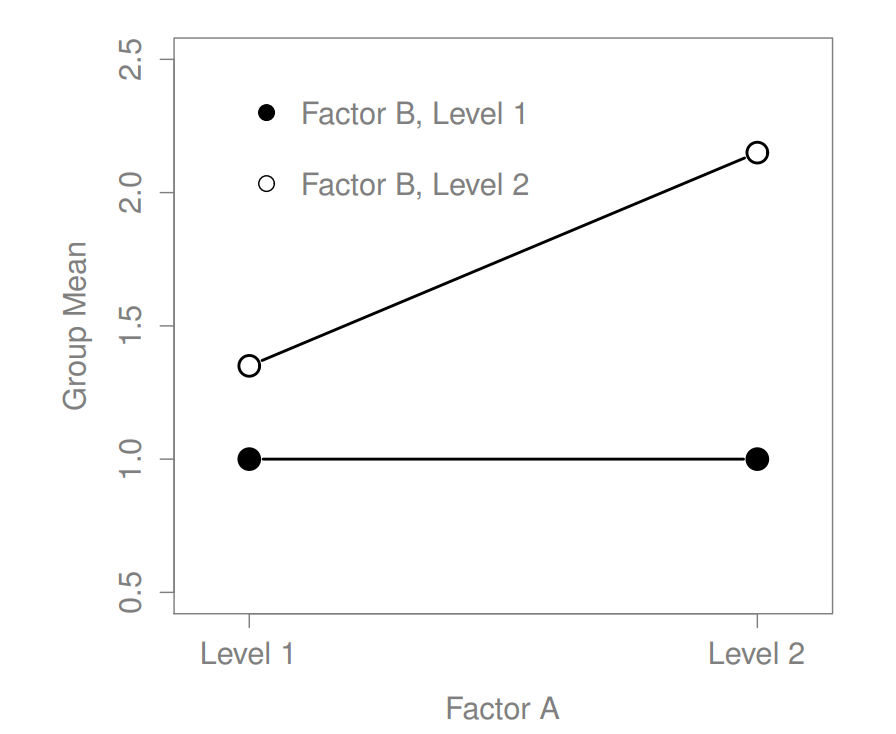 2.5
2.0
1.5
1.0
0.5
Group Mean
Factor B, Level 1
Factor B, Level 2
Level 1
Level 2
Factor A